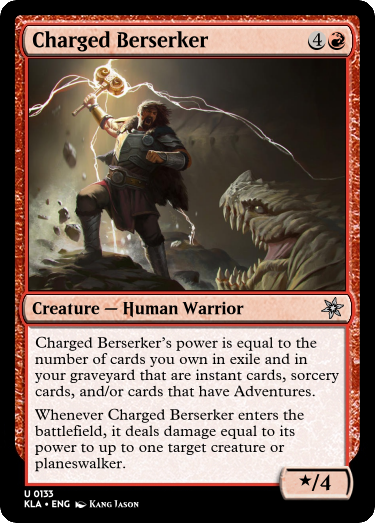 Charged Berserker 4
Creature — Human Warrior
Charged Berserker's power is equal to the
number of cards you own in exile and in
your graveyard that are instant cards, sorcery
cards, and/or cards that have Adventures.
Whenever Charged Berserker enters the
battlefield, it deals damage equal to its
power to up to one target creature or
planeswalker.
★/4
U 0133
KLA • ENG Kang Jason